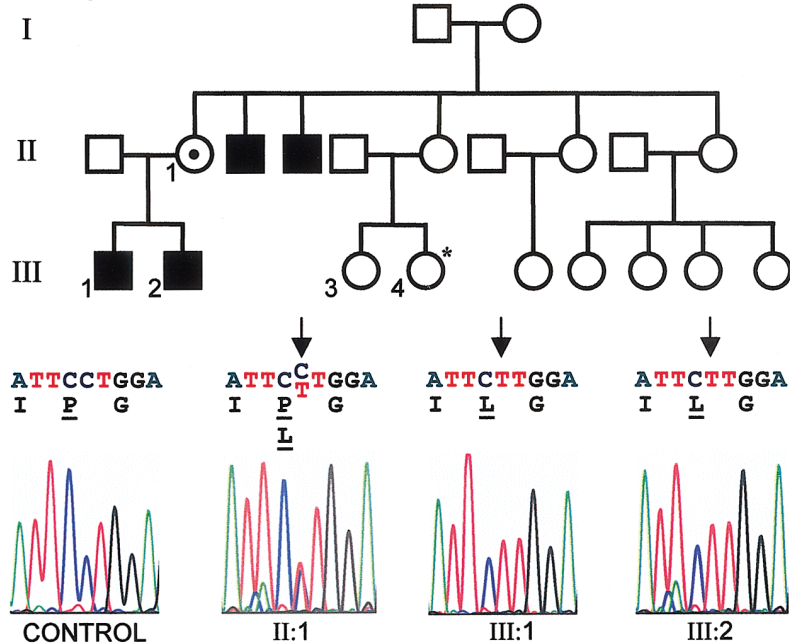 I
II
1
III
1
2
3
4
*
ATTCCTGGA
I P G
ATTCCTGGA
T
I P G
L
ATTCTTGGA
I L G
ATTCTTGGA
I L G
CONTROL
II:1
III:1
III:2